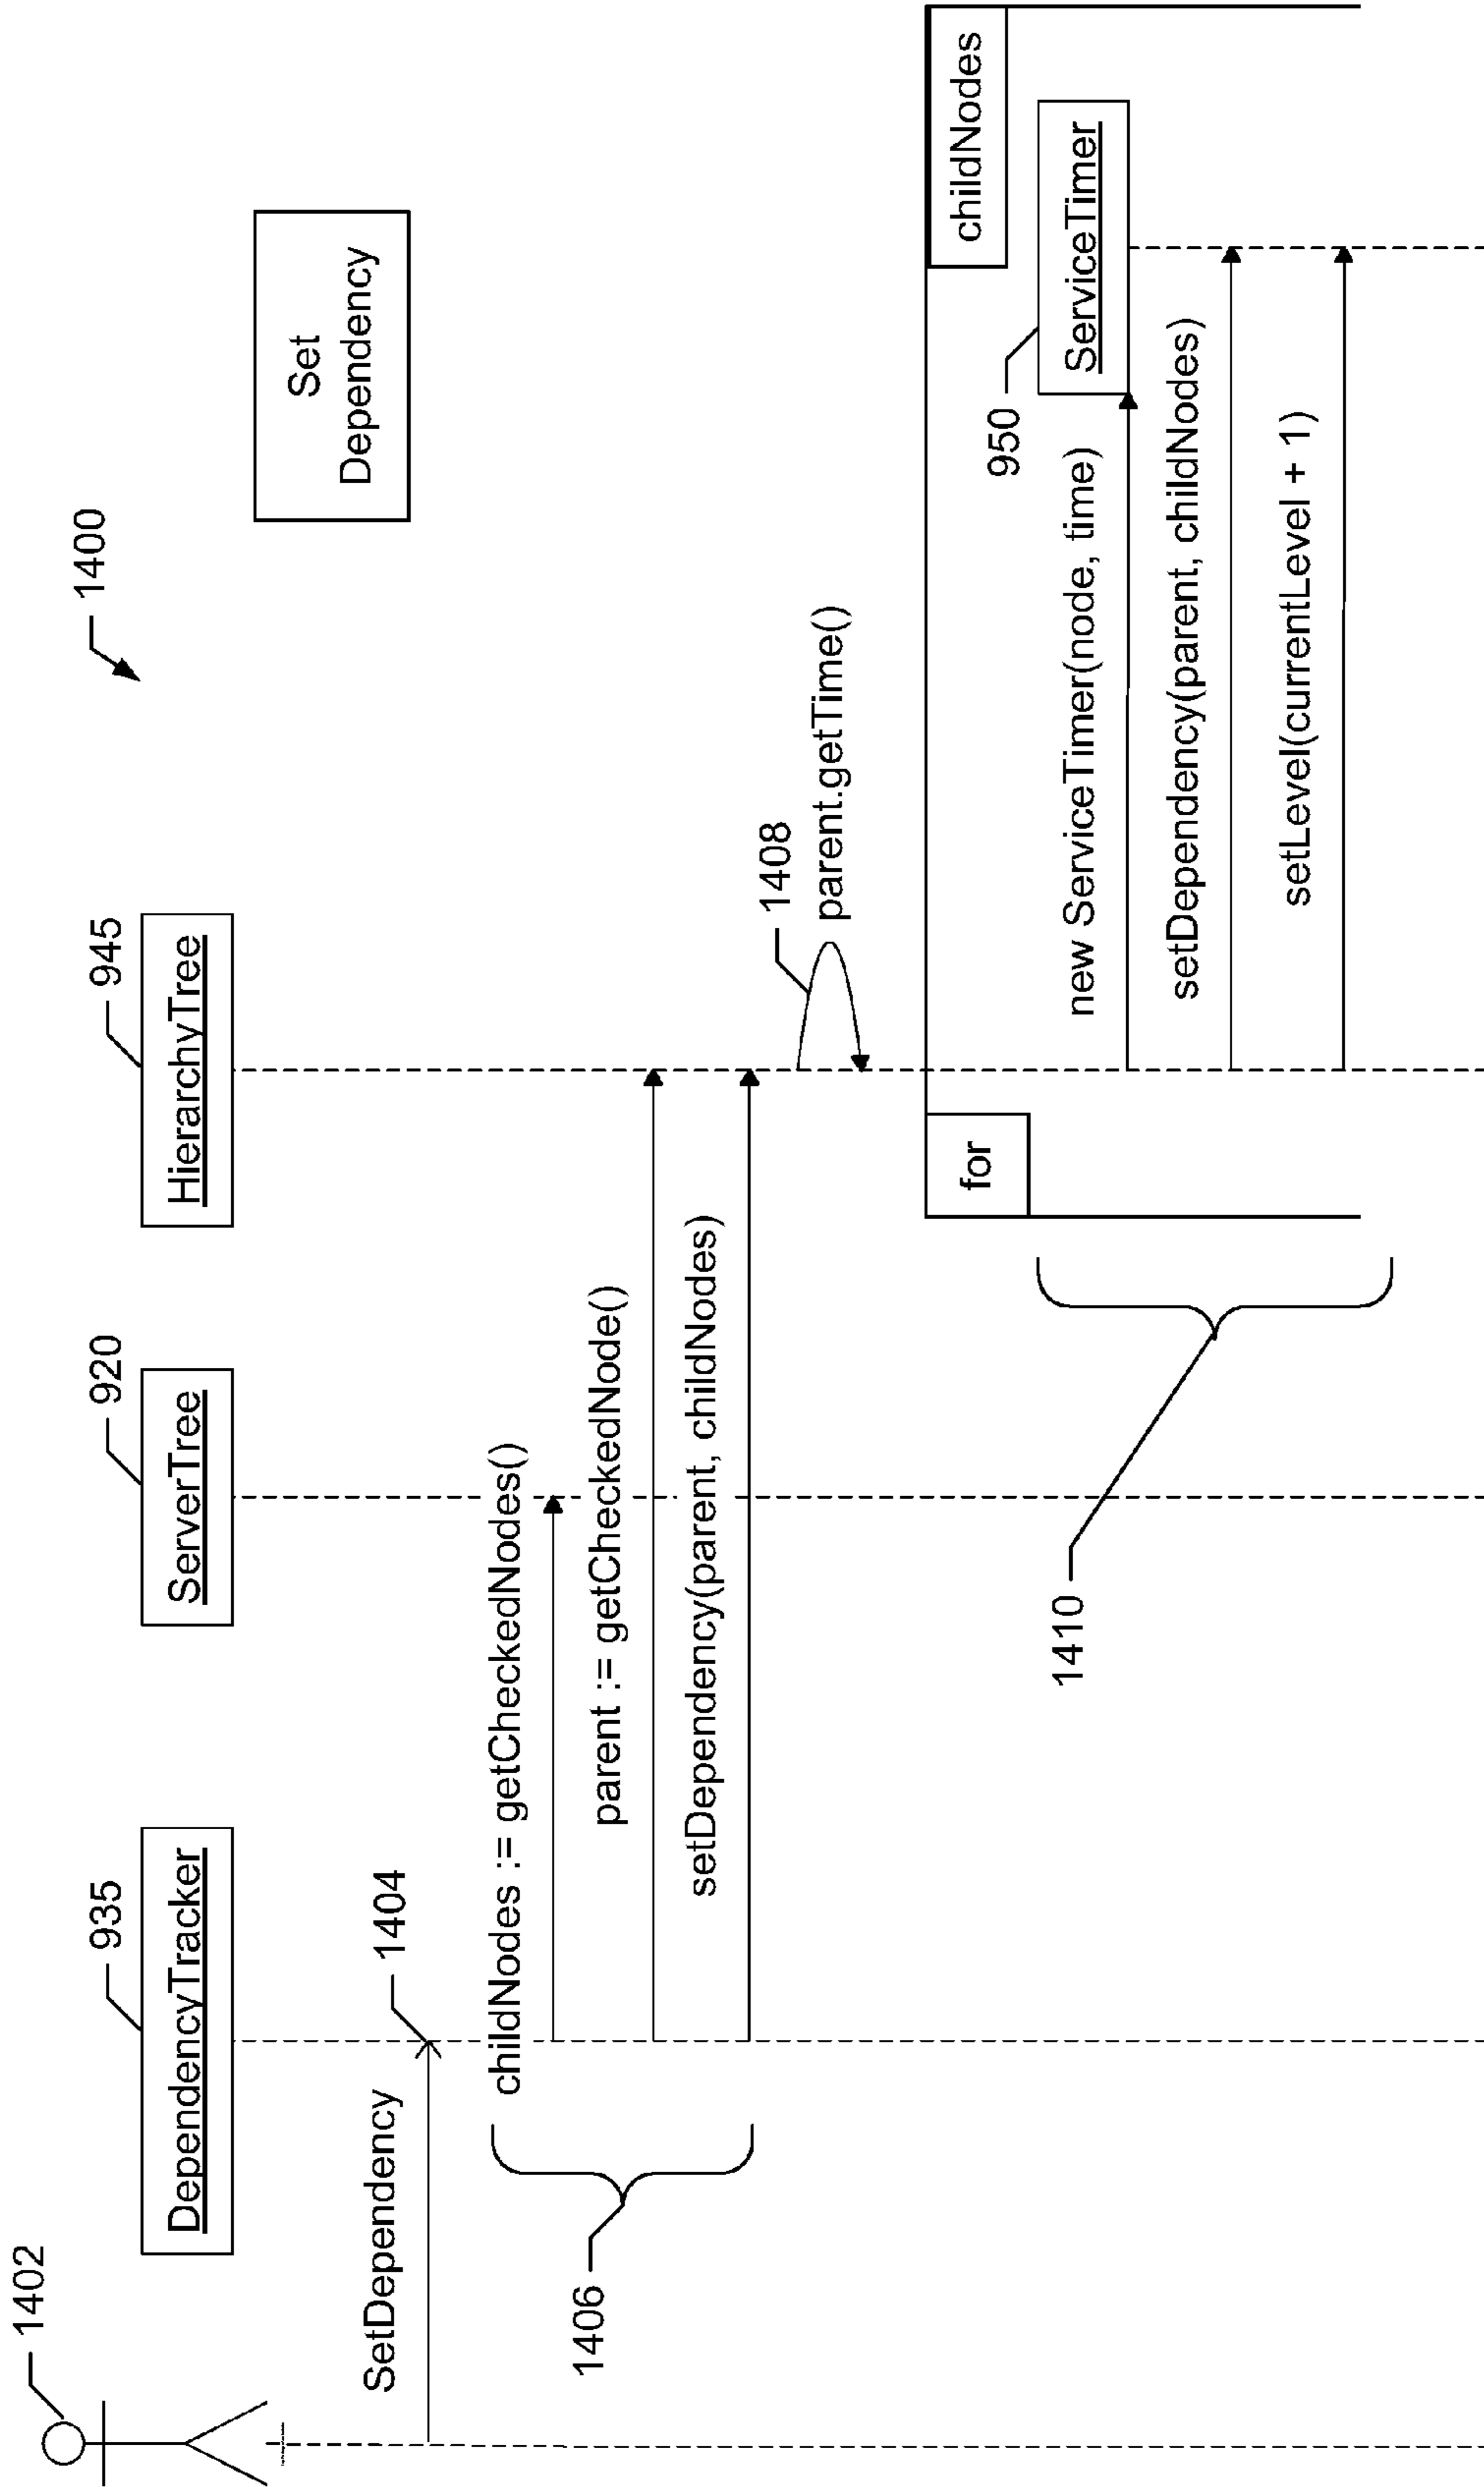 1400
Set
Dependency
1402
935
DependencyTracker
920
ServerTree
945
HierarchyTree
SetDependency
1404
1406
childNodes := getCheckedNodes()
parent := getCheckedNode()
setDependency(parent, childNodes)
1408
parent.getTime()
for
childNodes
950
ServiceTimer
new ServiceTimer(node, time)
setDependency(parent, childNodes)
setLevel(currentLevel + 1)
1410